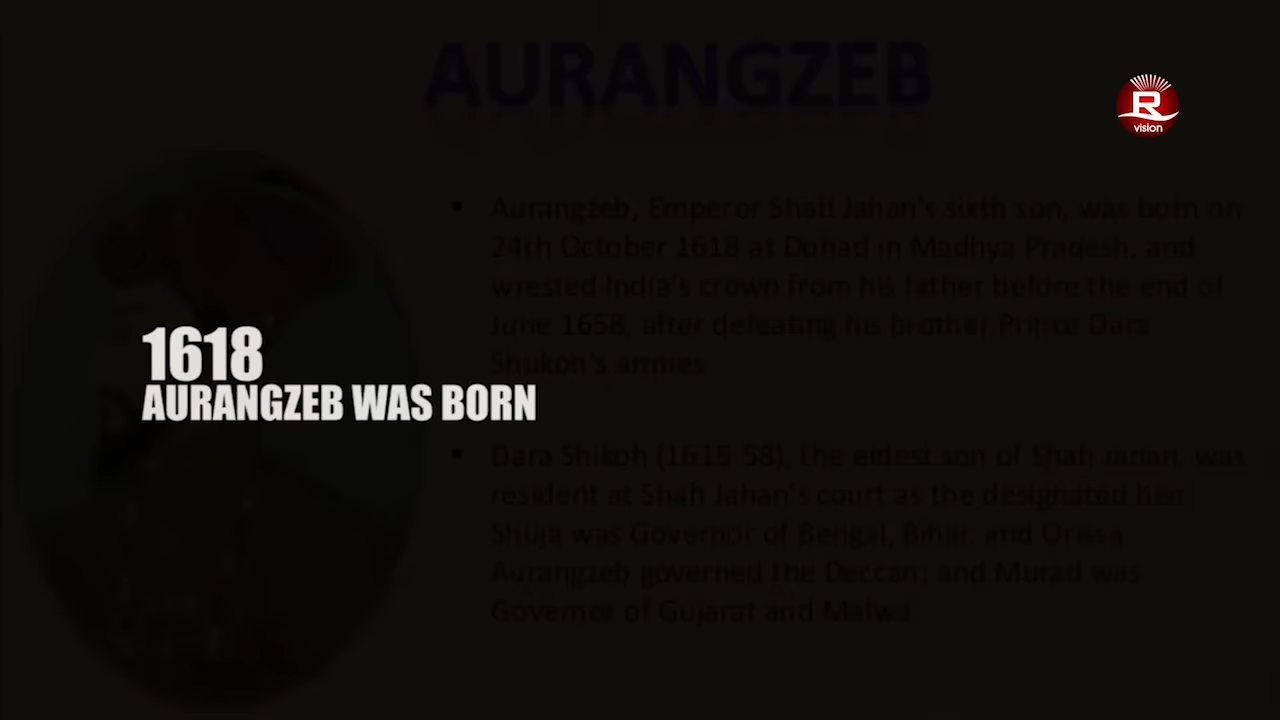 AURANGZEB
R
vision
▪ Aurangzeb, Emperor Shah Jahan's sixth son, was born on
24th October 1618 at Dohad in Madhya Pradesh, and
wrested India's crown from his father before the end of
June 1658, after defeating his brother Prince Dara
Shukoh's armies
1618
AURANGZEB WAS BORN
▪ Dara Shikoh (1615-58), the eldest son of Shah Jahan, was
resident at Shah Jahan's court as the designated heir
Shuja was Governor of Bengal, Bihar, and Orissa
Aurangzeb governed the Deccan; and Murad was
Governor of Gujarat and Malwa